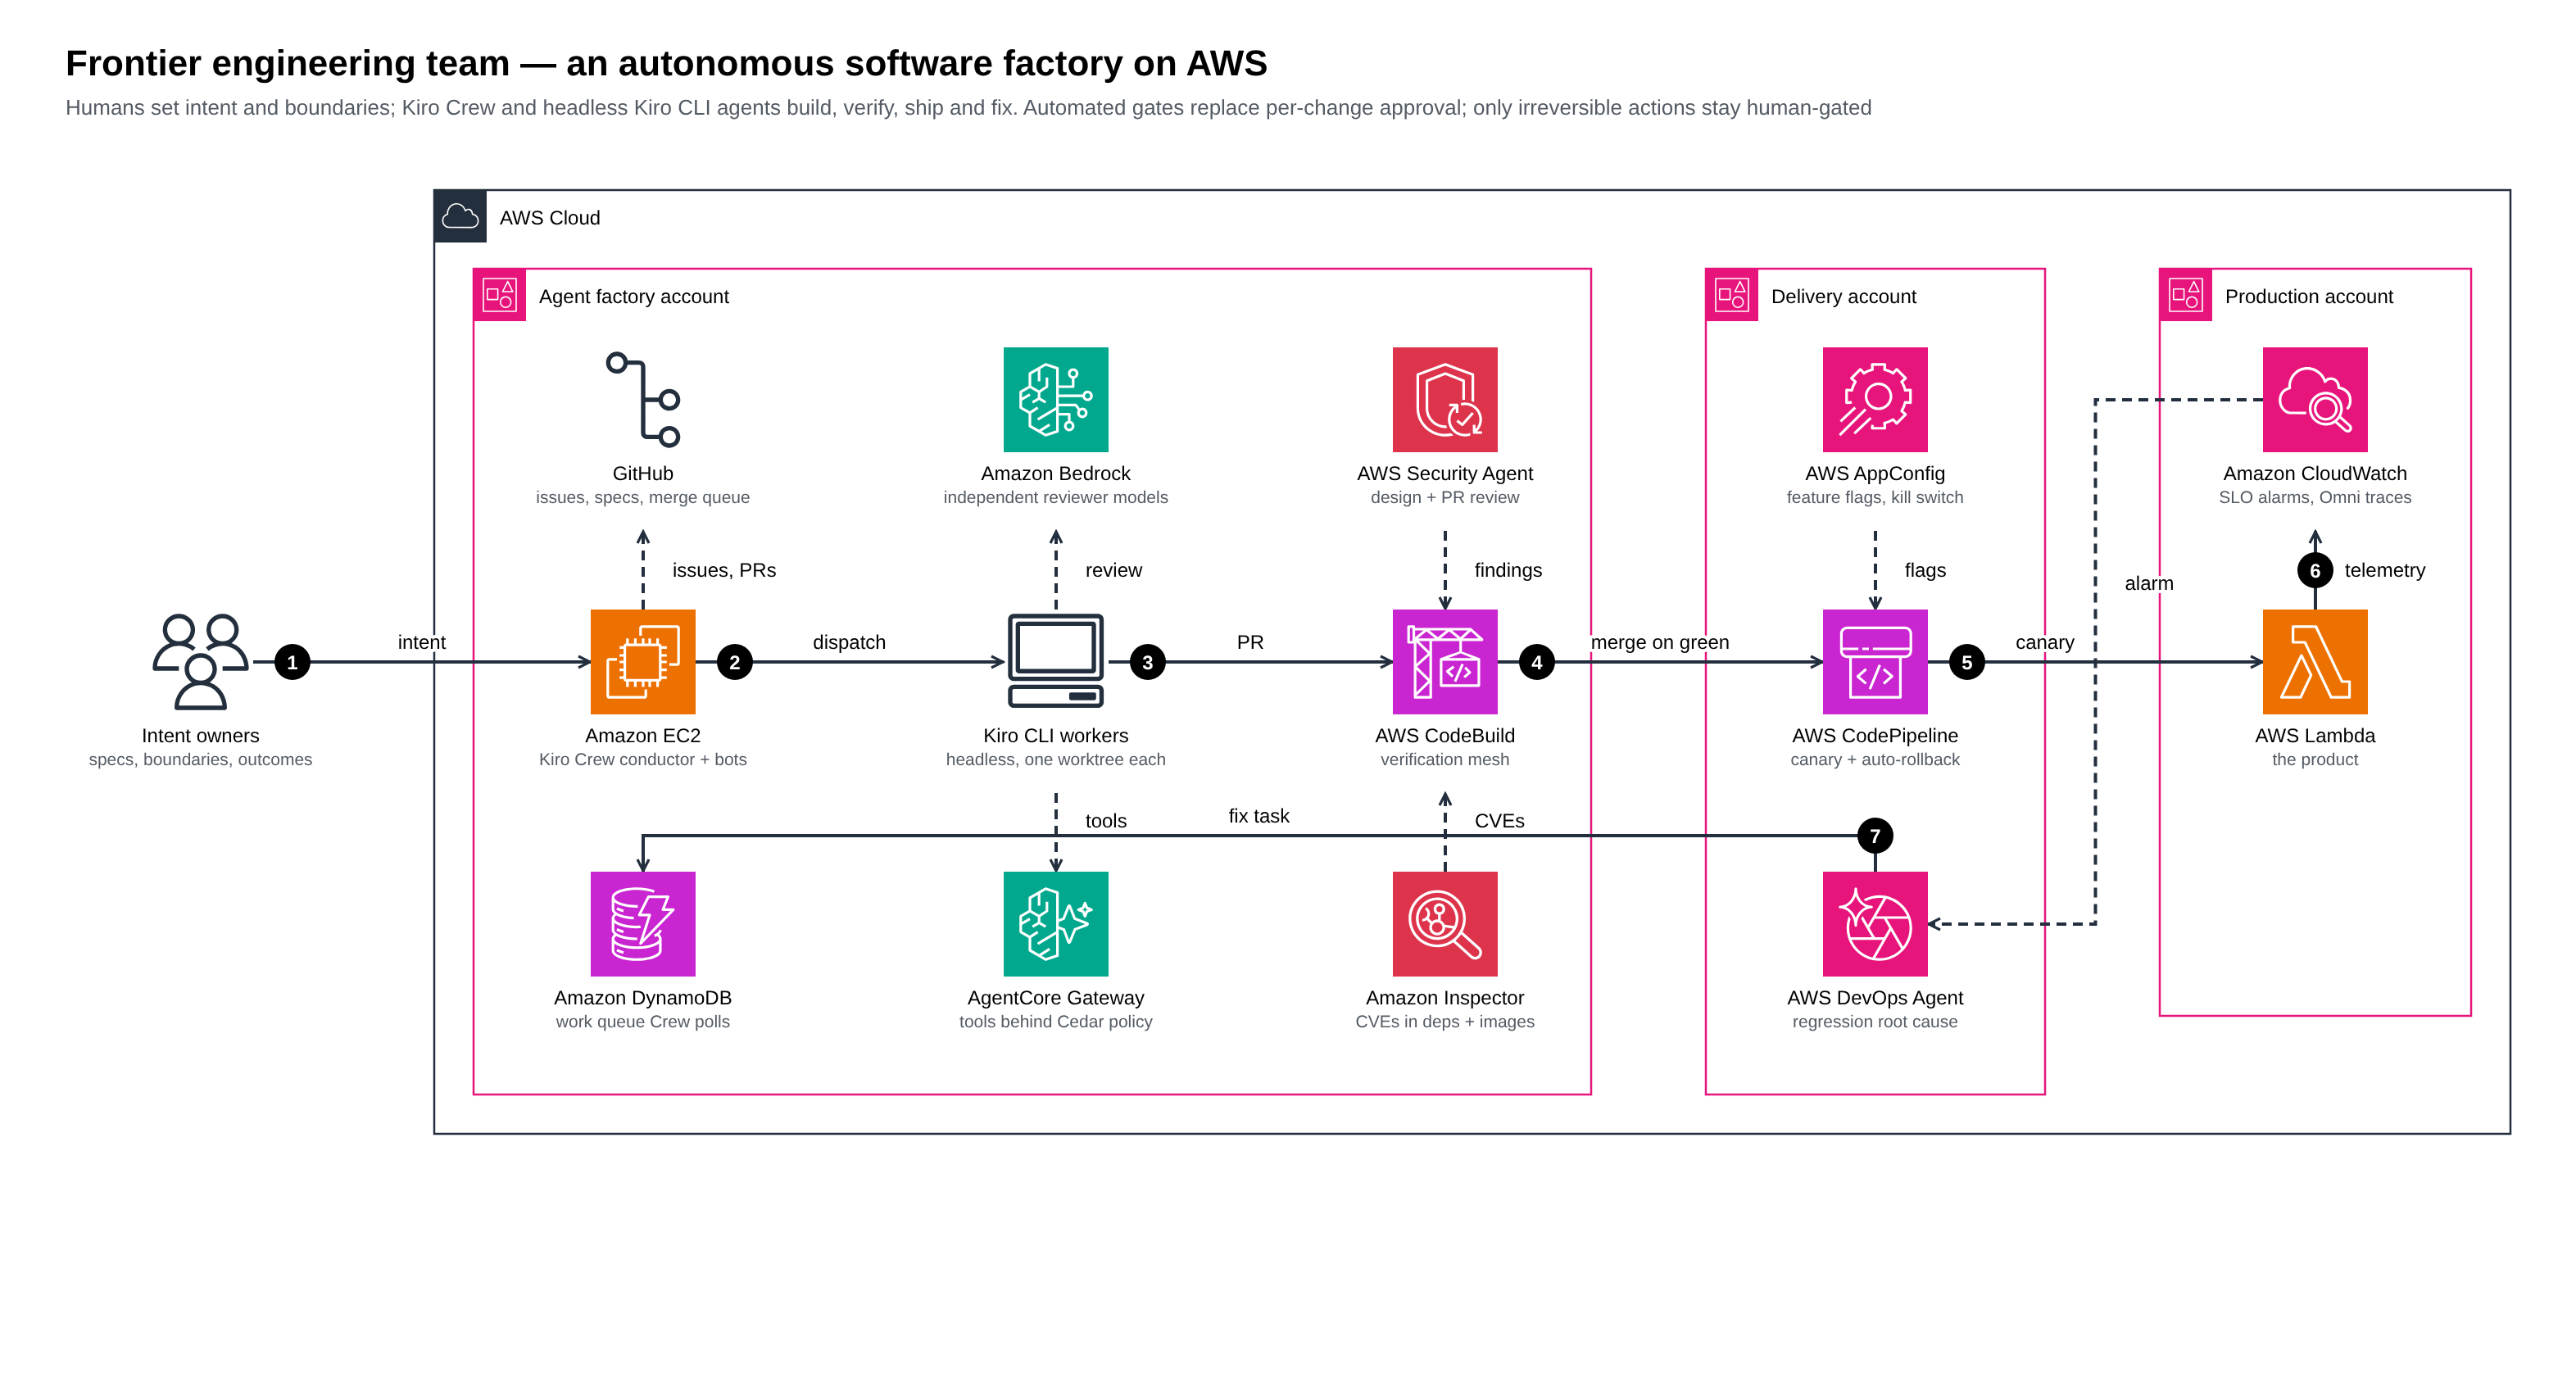 Frontier engineering team — an autonomous software factory on AWS
Humans set intent and boundaries; Kiro Crew and headless Kiro CLI agents build, verify, ship and fix. Automated gates replace per-change approval; only irreversible actions stay human-gated
AWS Cloud
Agent factory account
Delivery account
Production account
GitHub
issues, specs, merge queue
Amazon Bedrock
independent reviewer models
AWS Security Agent
design + PR review
AWS AppConfig
feature flags, kill switch
Amazon CloudWatch
SLO alarms, Omni traces
issues, PRs
review
findings
flags
alarm
6
telemetry
1
intent
2
dispatch
3
PR
4
merge on green
5
canary
Intent owners
specs, boundaries, outcomes
Amazon EC2
Kiro Crew conductor + bots
Kiro CLI workers
headless, one worktree each
AWS CodeBuild
verification mesh
AWS CodePipeline
canary + auto-rollback
AWS Lambda
the product
tools
fix task
CVEs
7
Amazon DynamoDB
work queue Crew polls
AgentCore Gateway
tools behind Cedar policy
Amazon Inspector
CVEs in deps + images
AWS DevOps Agent
regression root cause